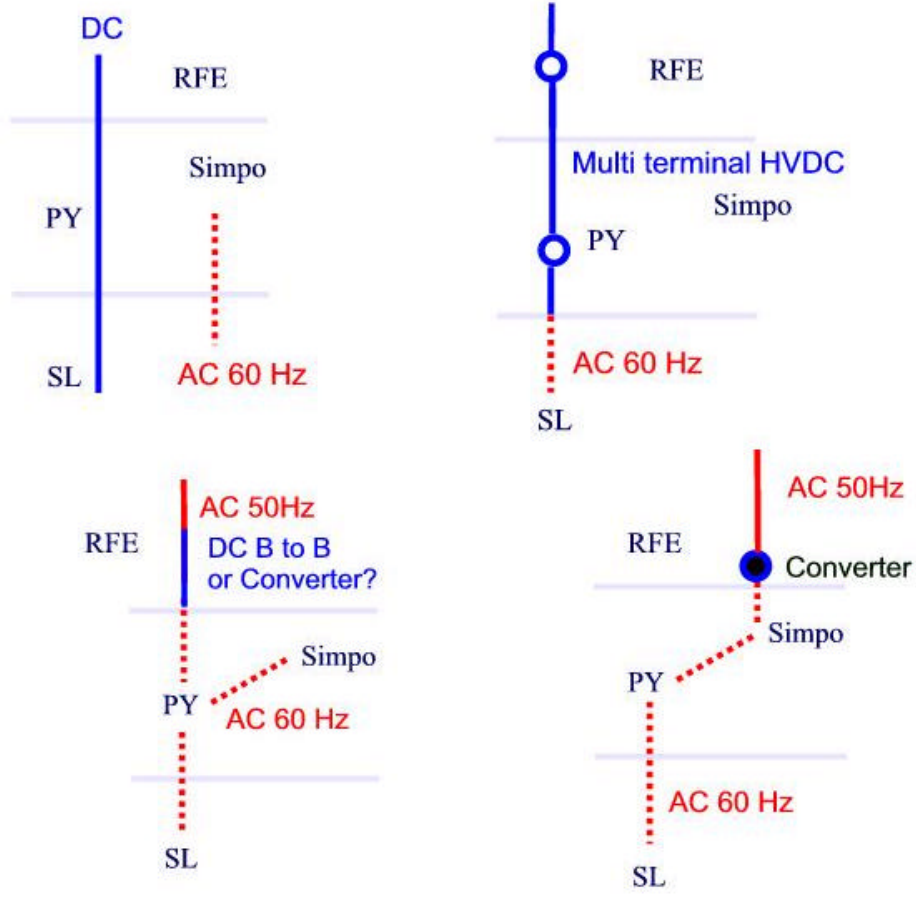 DC
RFE
Simpo
PY
SL
AC 60 Hz
RFE
Multi terminal HVDC
Simpo
PY
AC 60 Hz
SL
AC 50Hz
RFE
DC B to B
or Converter?
Simpo
PY
AC 60 Hz
SL
AC 50Hz
RFE
Converter
Simpo
PY
AC 60 Hz
SL